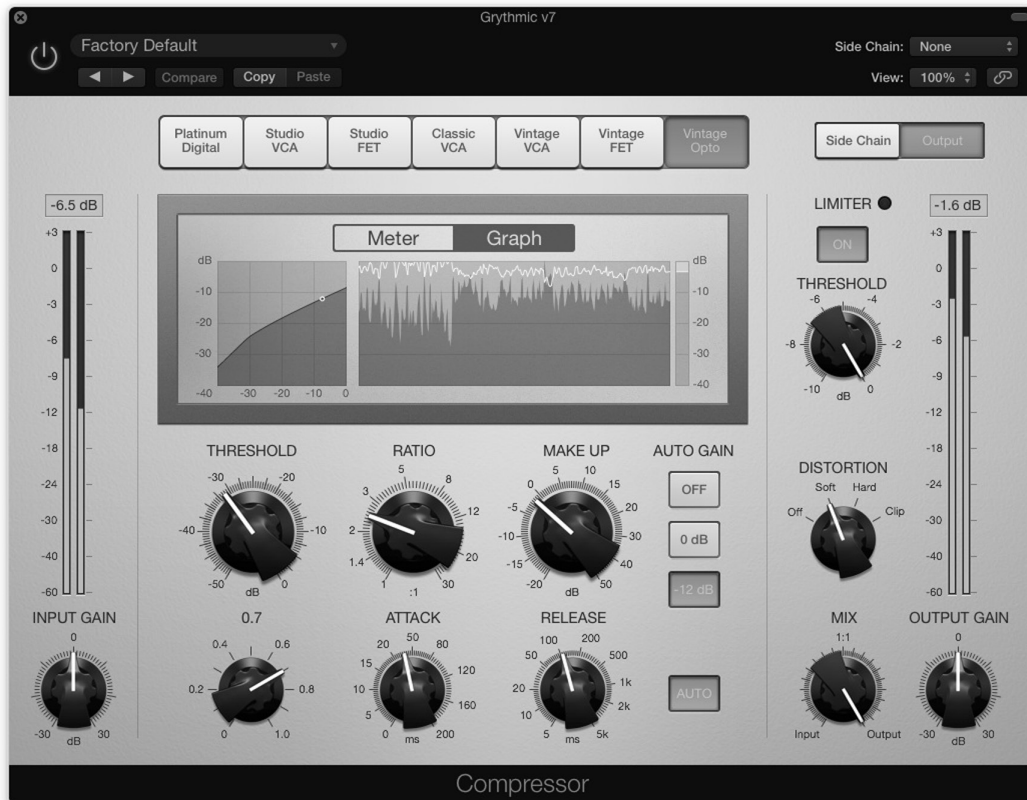 Grythmic v7
Factory Default
Side Chain: None
Compare Copy Paste
View: 100%
Platinum Digital
Studio VCA
Studio FET
Classic VCA
Vintage VCA
Vintage FET
Vintage Opto
Side Chain Output
-6.5 dB
+3
0
-3
-6
-9
-12
-18
-24
-30
-40
-60
Meter Graph
dB
-10
-20
-30
-40 -30 -20 -10 0
dB
-10
-20
-30
-40
LIMITER
ON
THRESHOLD
-6 -4
-8 -2
-10 0
dB
-1.6 dB
+3
0
-3
-6
-9
-12
-18
-24
-30
-40
-60
THRESHOLD
-30 -20
-40 -10
-50 0
dB
RATIO
5
3 8
2 12
1.4 20
1 30
:1
MAKE UP
5 10
0 15
-5 20
-10 30
-15 40
-20 50
dB
AUTO GAIN
OFF
0 dB
-12 dB
DISTORTION
Soft Hard
Off Clip
INPUT GAIN
0
-30 30
dB
0.7
0.4 0.6
0.2 0.8
0 1.0
ATTACK
50
20 80
15 120
10 160
5
0 200
ms
RELEASE
100 200
50 500
20 1k
10 2k
5 5k
ms
AUTO
MIX
1:1
Input Output
OUTPUT GAIN
0
-30 30
dB
Compressor